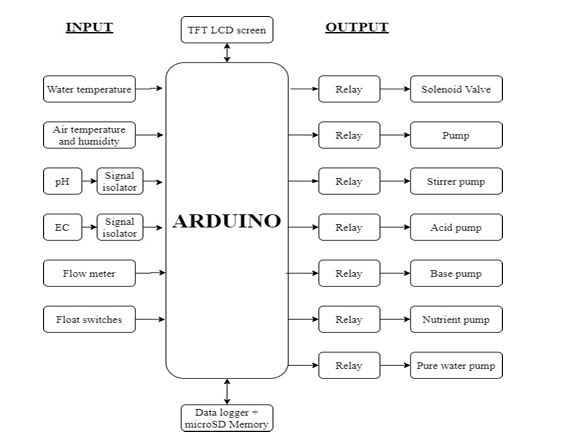 INPUT
TFT LCD screen
OUTPUT
Water temperature
Relay
Solenoid Valve
Air temperature
and humidity
Relay
Pump
pH
Signal
isolator
Relay
Stirrer pump
ARDUINO
EC
Signal
isolator
Relay
Acid pump
Flow meter
Relay
Base pump
Float switches
Relay
Nutrient pump
Relay
Pure water pump
Data logger +
microSD Memory